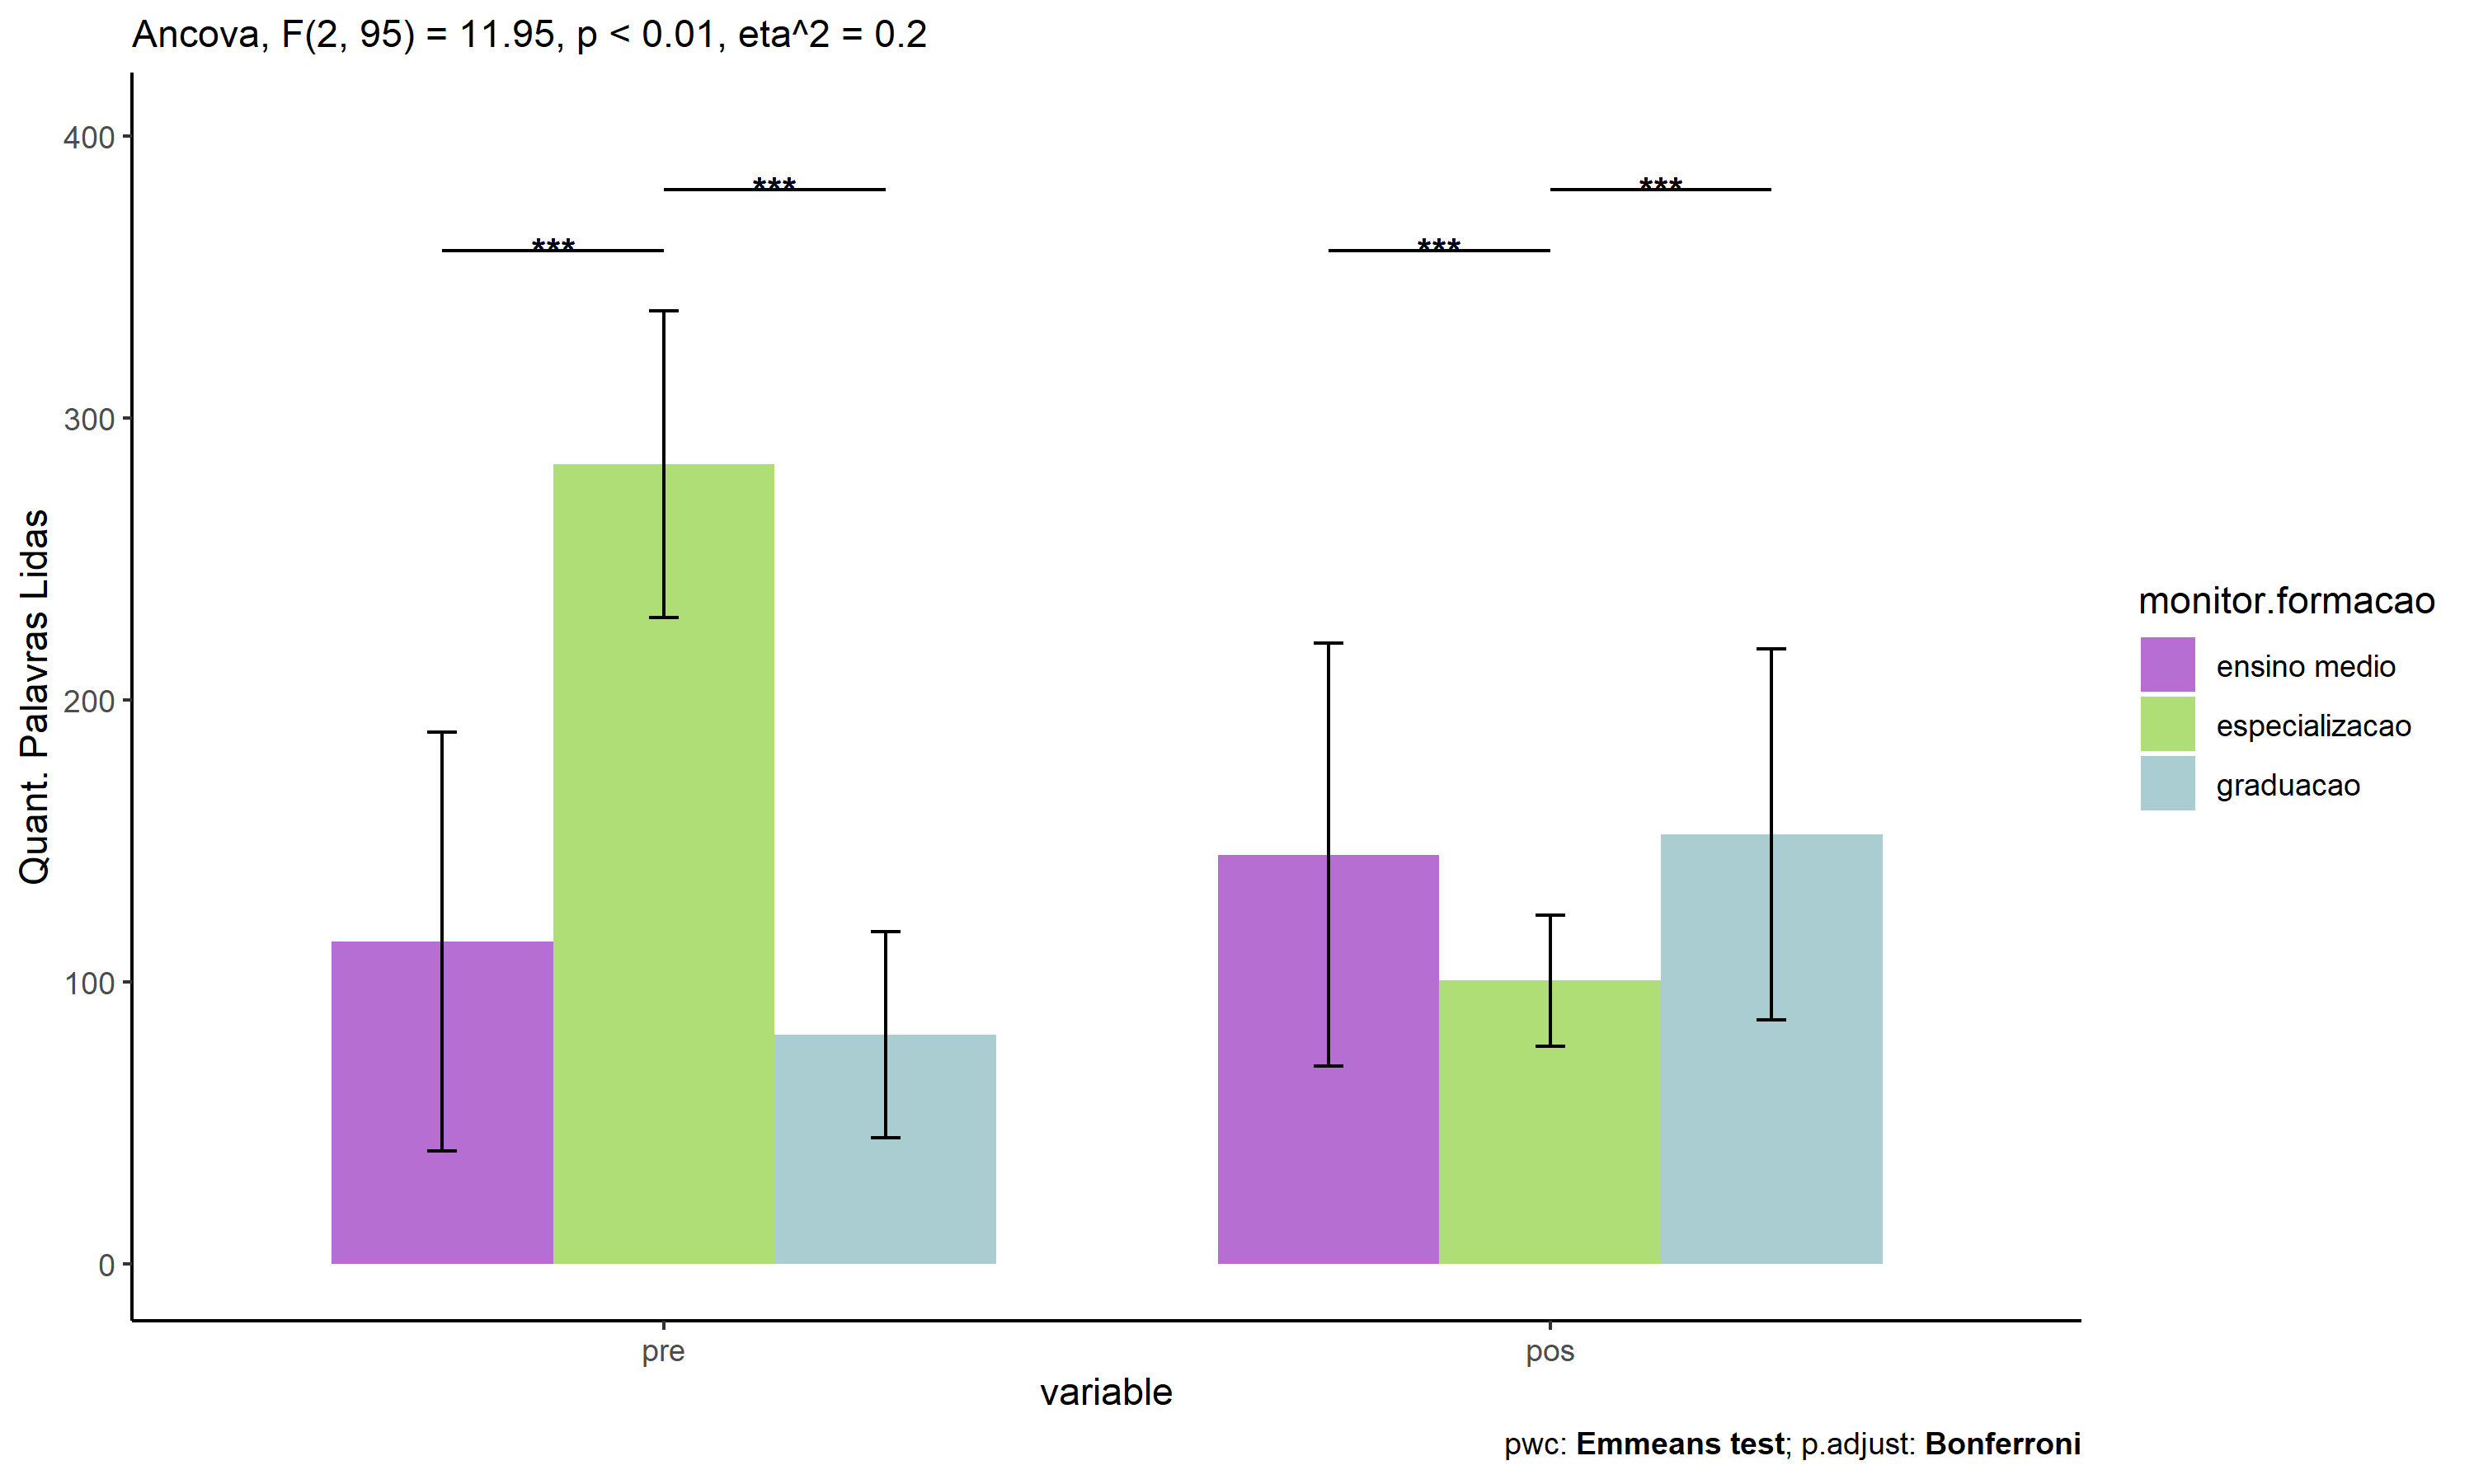 Ancova, F(2, 95) = 11.95, p < 0.01, eta^2 = 0.2
400
300
200
100
0
Quant. Palavras Lidas
***
***
***
***
pre
pos
variable
monitor.formacao
ensino medio
especializacao
graduacao
pwc: Emmeans test; p.adjust: Bonferroni